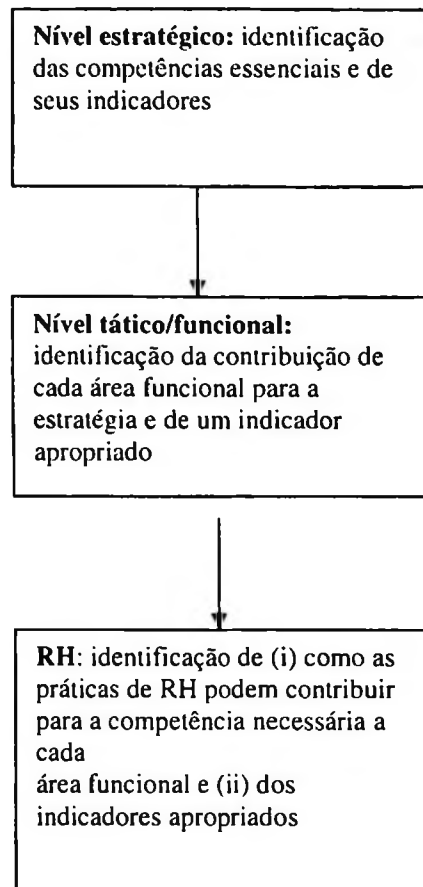 Nível estratégico: identificação
das competências essenciais e de
seus indicadores
Nível tático/funcional:
identificação da contribuição de
cada área funcional para a
estratégia e de um indicador
apropriado
RH: identificação de (i) como as
práticas de RH podem contribuir
para a competência necessária a
cada
área funcional e (ii) dos
indicadores apropriados